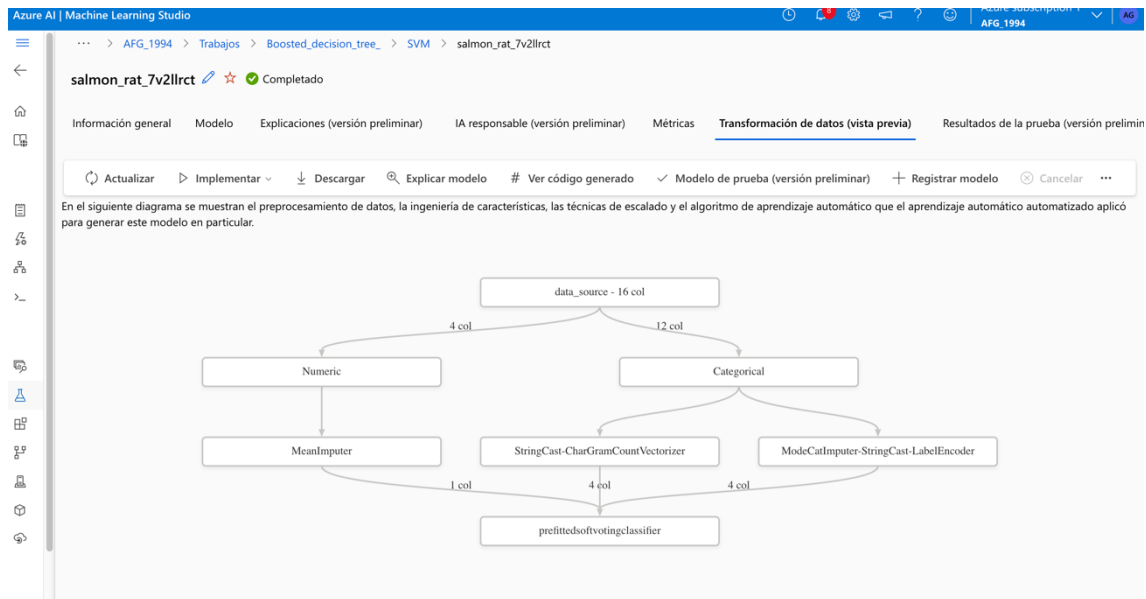 Azure AI | Machine Learning Studio
8
?
AFG_1994
AG
··· > AFG_1994 > Trabajos > Boosted_decision_tree_ > SVM > salmon_rat_7v2llrct
salmon_rat_7v2llrct Completado
Información general Modelo Explicaciones (versión preliminar) IA responsable (versión preliminar) Métricas Transformación de datos (vista previa) Resultados de la prueba (versión prelimin
Actualizar Implementar Descargar Explicar modelo # Ver código generado Modelo de prueba (versión preliminar) Registrar modelo Cancelar ···
En el siguiente diagrama se muestran el preprocesamiento de datos, la ingeniería de características, las técnicas de escalado y el algoritmo de aprendizaje automático que el aprendizaje automático automatizado aplicó
para generar este modelo en particular.
data_source - 16 col
4 col 12 col
Numeric Categorical
MeanImputer StringCast-CharGramCountVectorizer ModeCatImputer-StringCast-LabelEncoder
1 col 4 col 4 col
prefittedsoftvotingclassifier